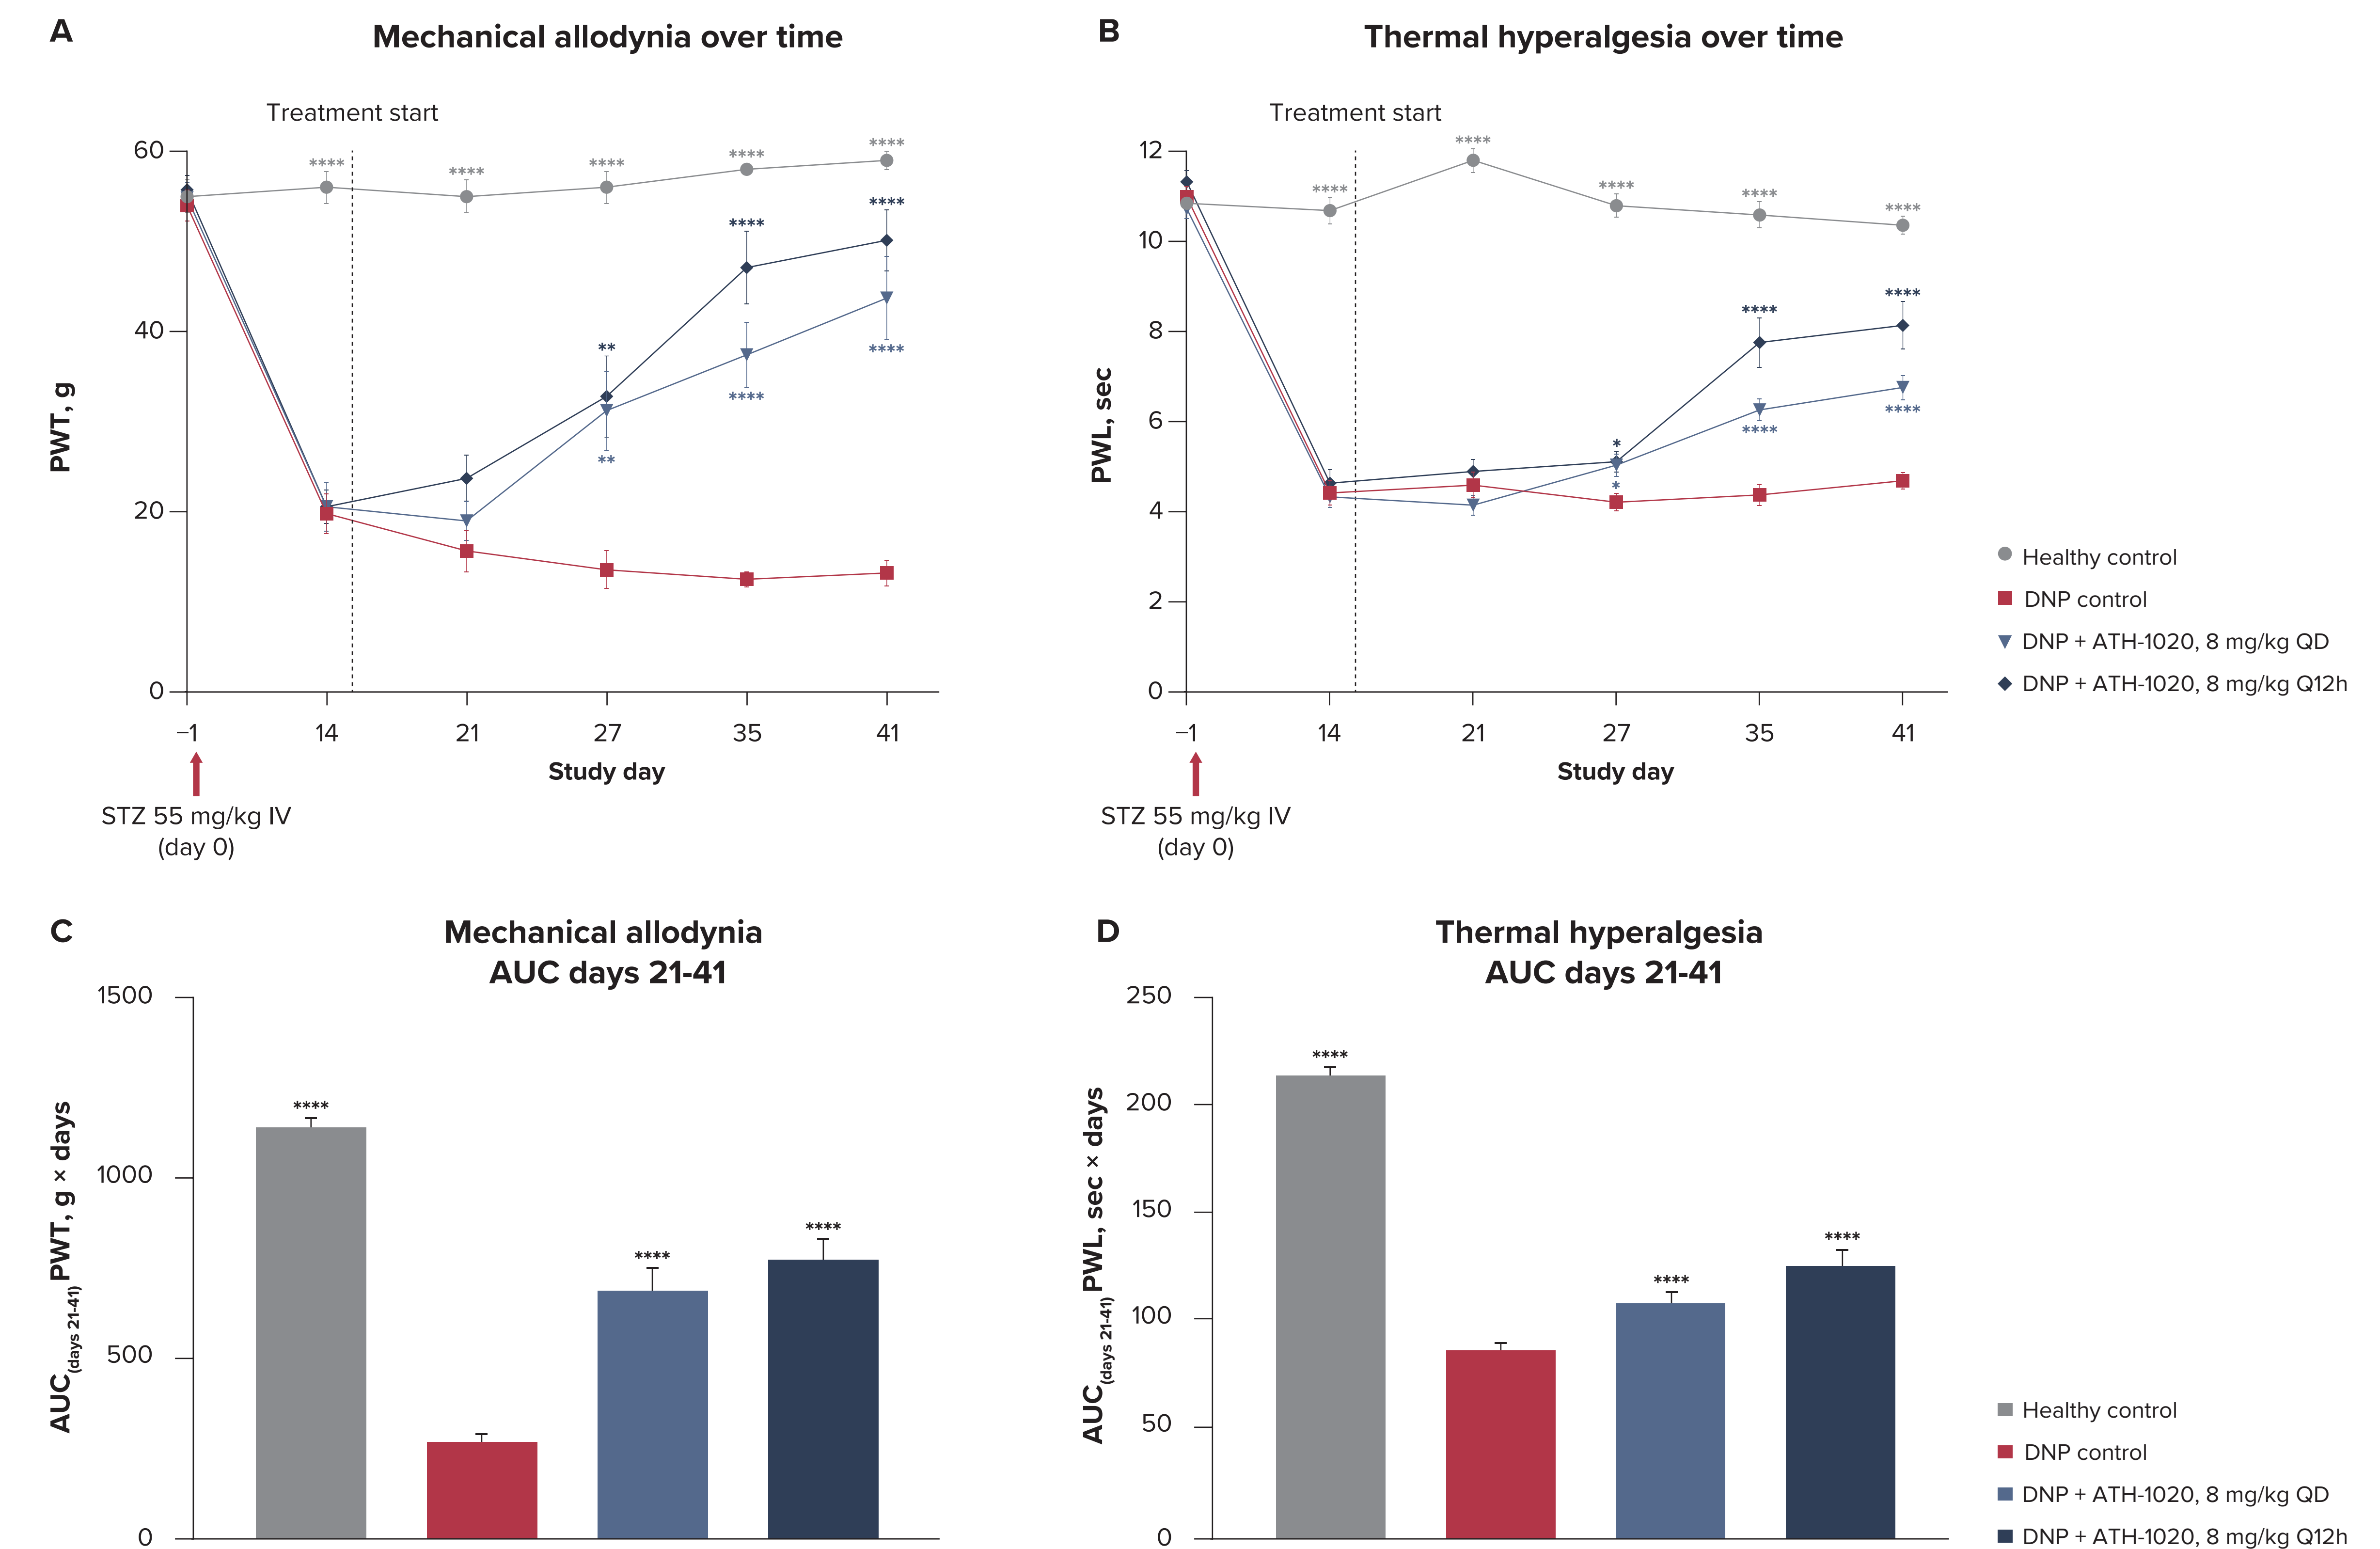 A
Mechanical allodynia over time
Treatment start
60
40
20
0
PWT, g
****
****
****
****
****
**
****
****
**
****
****
−1
14
21
27
35
41
Study day
STZ 55 mg/kg IV
(day 0)
B
Thermal hyperalgesia over time
Treatment start
12
10
8
6
4
2
0
PWL, sec
****
****
****
****
****
*
****
****
*
****
****
−1
14
21
27
35
41
Study day
STZ 55 mg/kg IV
(day 0)
Healthy control
DNP control
DNP + ATH-1020, 8 mg/kg QD
DNP + ATH-1020, 8 mg/kg Q12h
C
Mechanical allodynia
AUC days 21-41
1500
1000
500
0
AUC(days 21-41) PWT, g × days
****
****
****
D
Thermal hyperalgesia
AUC days 21-41
250
200
150
100
50
0
AUC(days 21-41) PWL, sec × days
****
****
****
Healthy control
DNP control
DNP + ATH-1020, 8 mg/kg QD
DNP + ATH-1020, 8 mg/kg Q12h